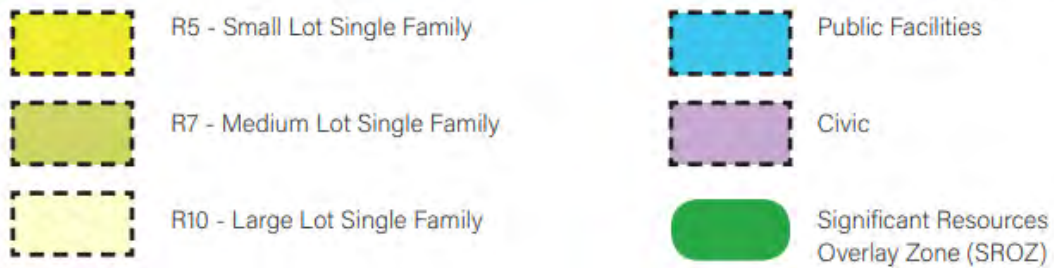 R5 - Small Lot Single Family
R7 - Medium Lot Single Family
R10 - Large Lot Single Family
Public Facilities
Civic
Significant Resources
Overlay Zone (SROZ)